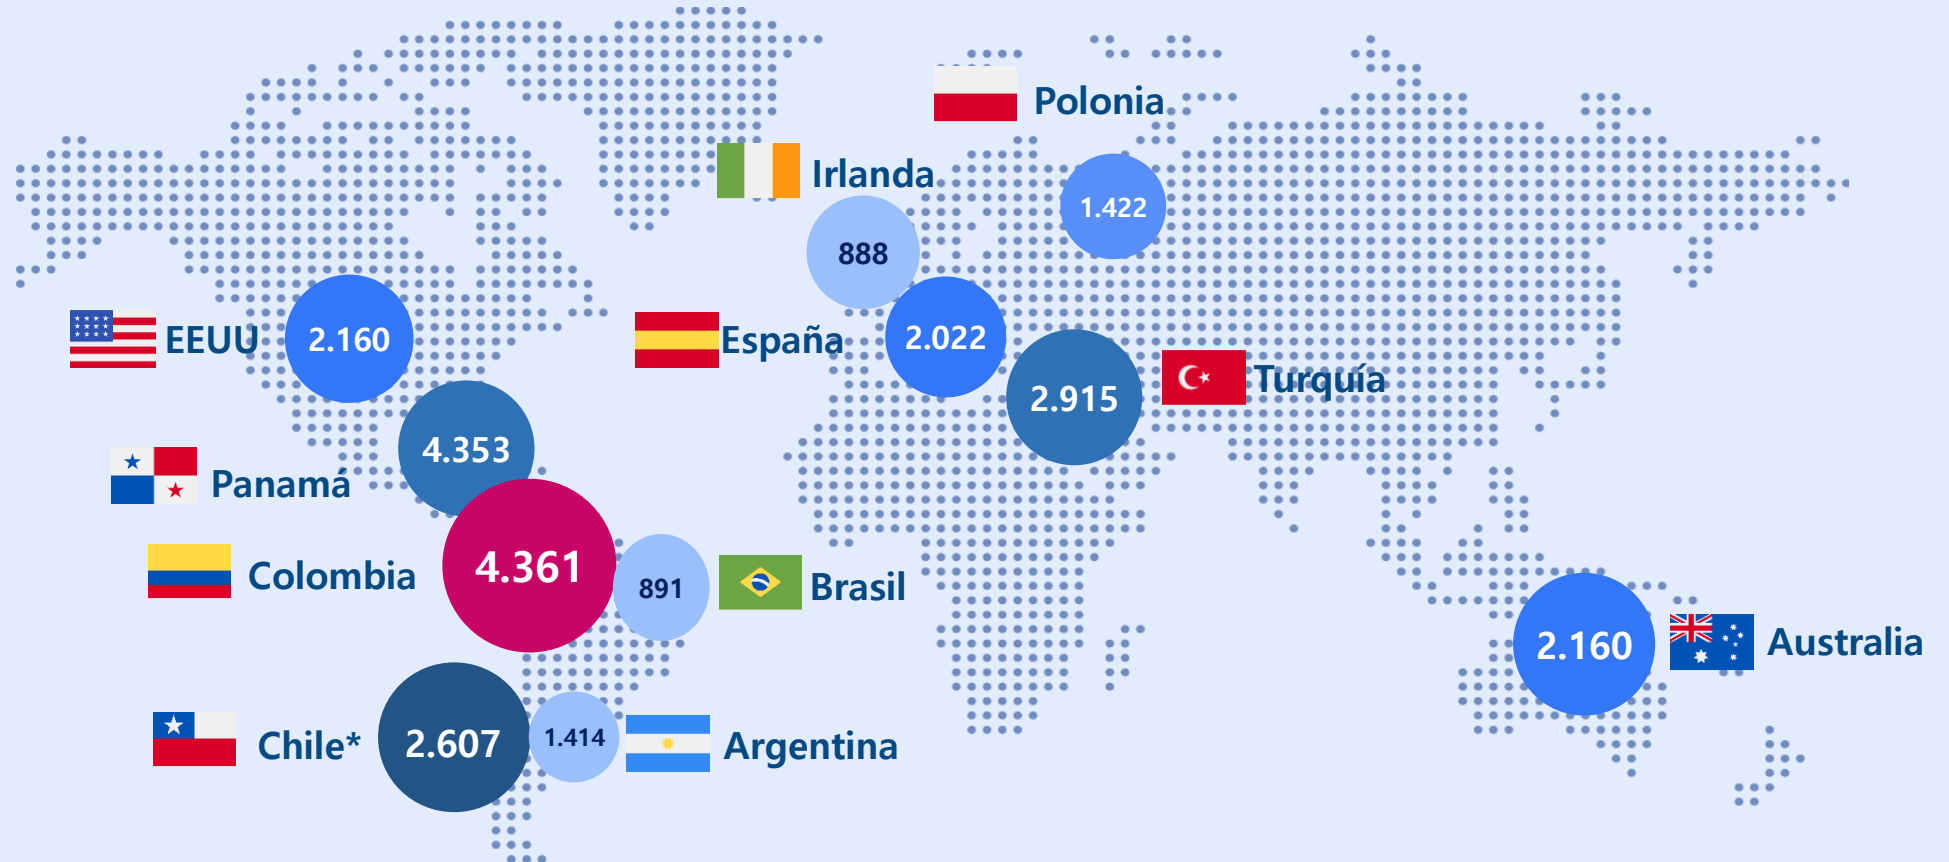 Polonia
1.422
Irlanda
888
EEUU
2.160
España
2.022
Turquía
2.915
Panamá
4.353
Colombia
4.361
Brasil
891
Australia
2.160
Chile*
2.607
Argentina
1.414